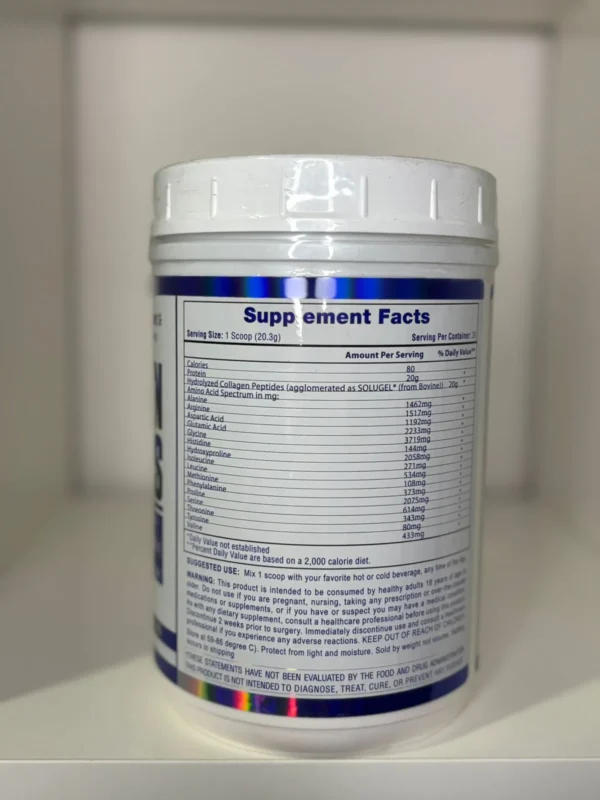 Supplement Facts
Serving Size: 1 Scoop (20.3g) Serving Per Container:
Amount Per Serving % Daily Value**
Calories 80 *
Protein 20g *
Hydrolyzed Collagen Peptides (agglomerated as SOLUGEL* (from Bovine)) 20g *
Amino Acid Spectrum in mg:
Alanine 1462mg *
Arginine 1517mg *
Aspartic Acid 1192mg *
Glutamic Acid 2233mg *
Glycine 3719mg *
Histidine 144mg *
Hydroxyproline 2058mg *
Isoleucine 271mg *
Leucine 534mg *
Methionine 108mg *
Phenylalanine 373mg *
Proline 2075mg *
Serine 614mg *
Threonine 343mg *
Tyrosine 80mg *
Valine 433mg *
*Daily Value not established
**Percent Daily Value are based on a 2,000 calorie diet.
SUGGESTED USE: Mix 1 scoop with your favorite hot or cold beverage, any time of the day.
WARNING: This product is intended to be consumed by healthy adults 18 years of age or
older. Do not use if you are pregnant, nursing, taking any prescription or over-the-counter
medications or supplements, or if you have or suspect you may have a medical condition.
As with any dietary supplement, consult a healthcare professional before using this product.
Discontinue 2 weeks prior to surgery. Immediately discontinue use and consult a
professional if you experience any adverse reactions. KEEP OUT OF REACH OF CHILDREN.
Store at 59-86 degree C). Protect from light and moisture. Sold by weight not volume.
occurs in shipping
*THESE STATEMENTS HAVE NOT BEEN EVALUATED BY THE FOOD AND DRUG ADMINISTRATION.
THIS PRODUCT IS NOT INTENDED TO DIAGNOSE, TREAT, CURE, OR PREVENT ANY DISEASE.